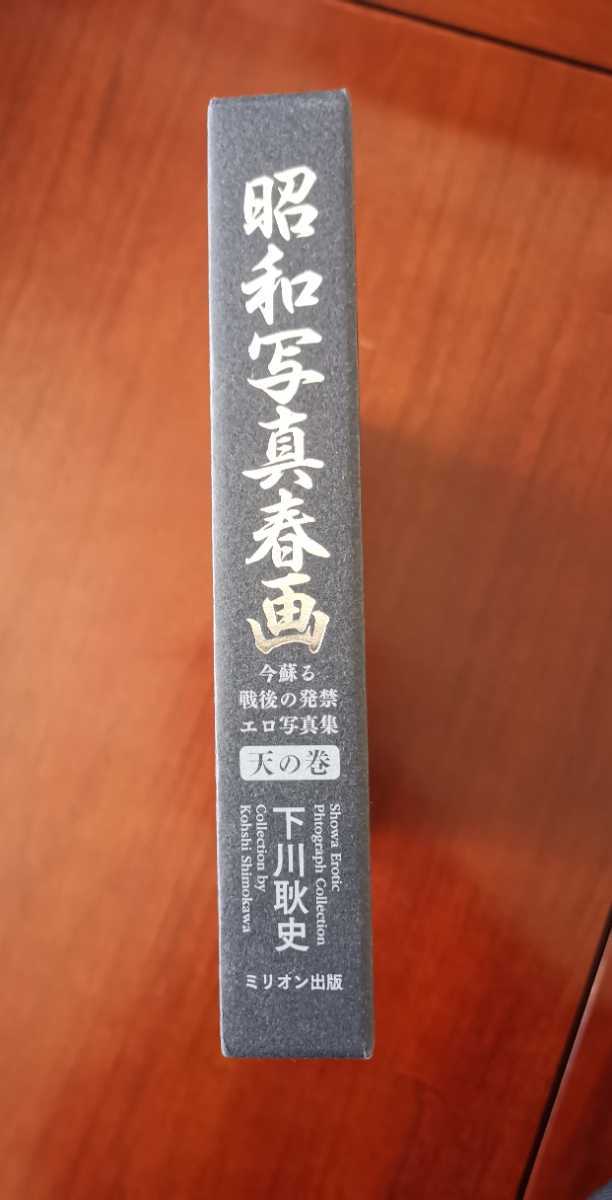 昭和写真春画
今蘇る
戦後の発禁
エロ写真集
天の巻
Showa Erotic
Phtograph Collection
下川耿史
Collection by
Kohshi Shimokawa
ミリオン出版